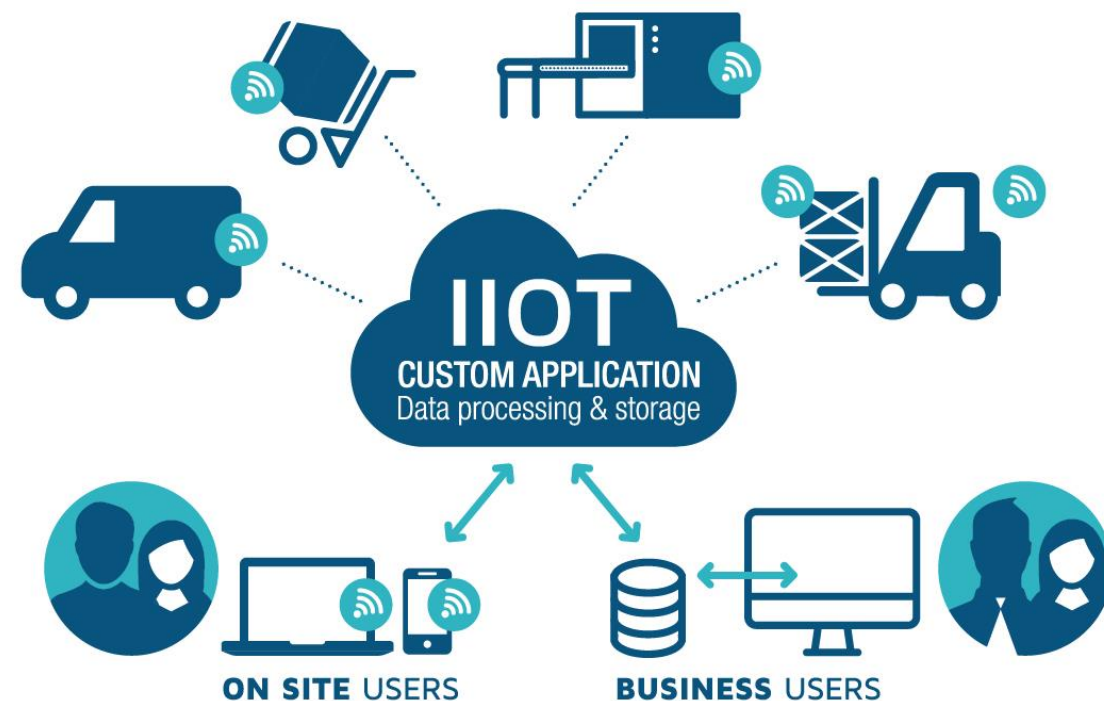 IIOT
CUSTOM APPLICATION
Data processing & storage
ON SITE USERS
BUSINESS USERS